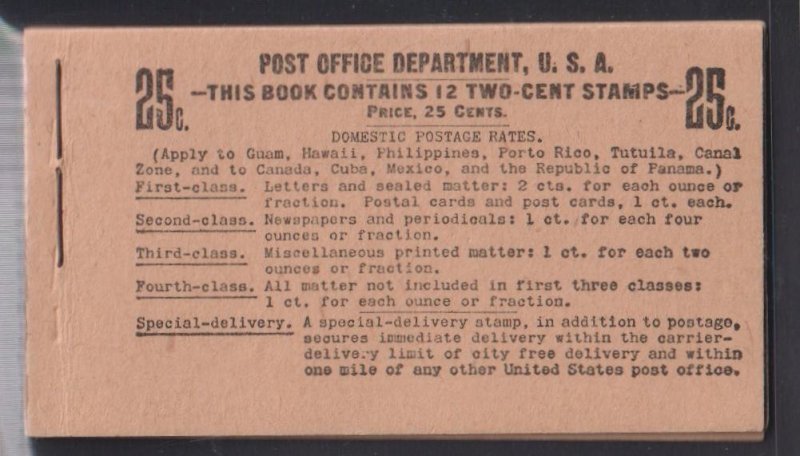 POST OFFICE DEPARTMENT, U. S. A.
25c. —THIS BOOK CONTAINS 12 TWO-CENT STAMPS— 25c.
PRICE, 25 CENTS.
DOMESTIC POSTAGE RATES.
(Apply to Guam, Hawaii, Philippines, Porto Rico, Tutuila, Canal
Zone, and to Canada, Cuba, Mexico, and the Republic of Panama.)
First-class. Letters and sealed matter: 2 cts. for each ounce or
fraction. Postal cards and post cards, 1 ct. each.
Second-class. Newspapers and periodicals: 1 ct. for each four
ounces or fraction.
Third-class. Miscellaneous printed matter: 1 ct. for each two
ounces or fraction.
Fourth-class. All matter not included in first three classes:
1 ct. for each ounce or fraction.
Special-delivery. A special-delivery stamp, in addition to postage,
secures immediate delivery within the carrier-
delivery limit of city free delivery and within
one mile of any other United States post office.